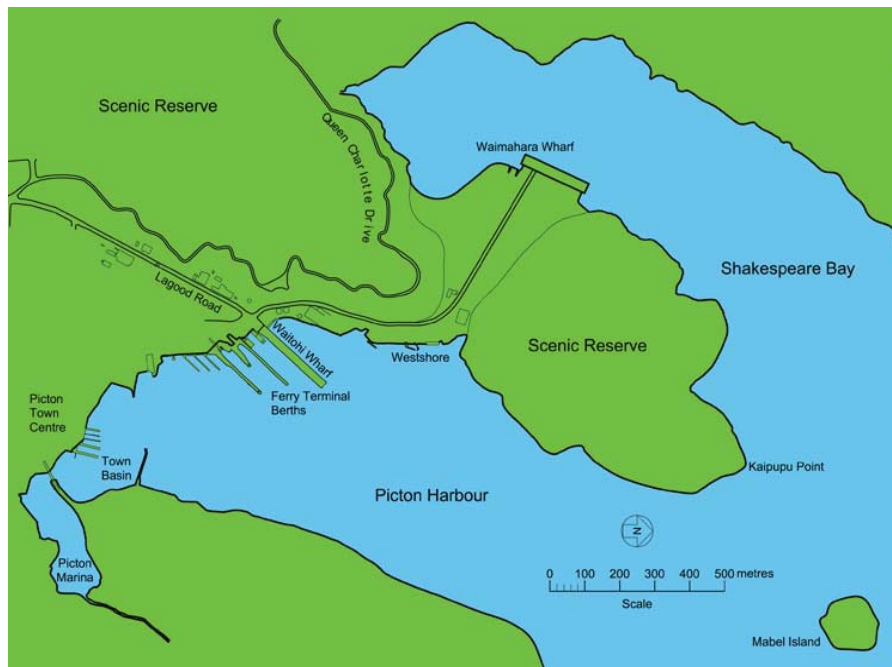 Scenic Reserve
Queen Charlotte Drive
Waimahara Wharf
Shakespeare Bay
Lagood Road
Waitohi Wharf
Westshore
Scenic Reserve
Ferry Terminal
Berths
Picton
Town
Centre
Town
Basin
Kaipupu Point
Picton Harbour
N
Picton
Marina
0 100 200 300 400 500 metres
Scale
Mabel Island